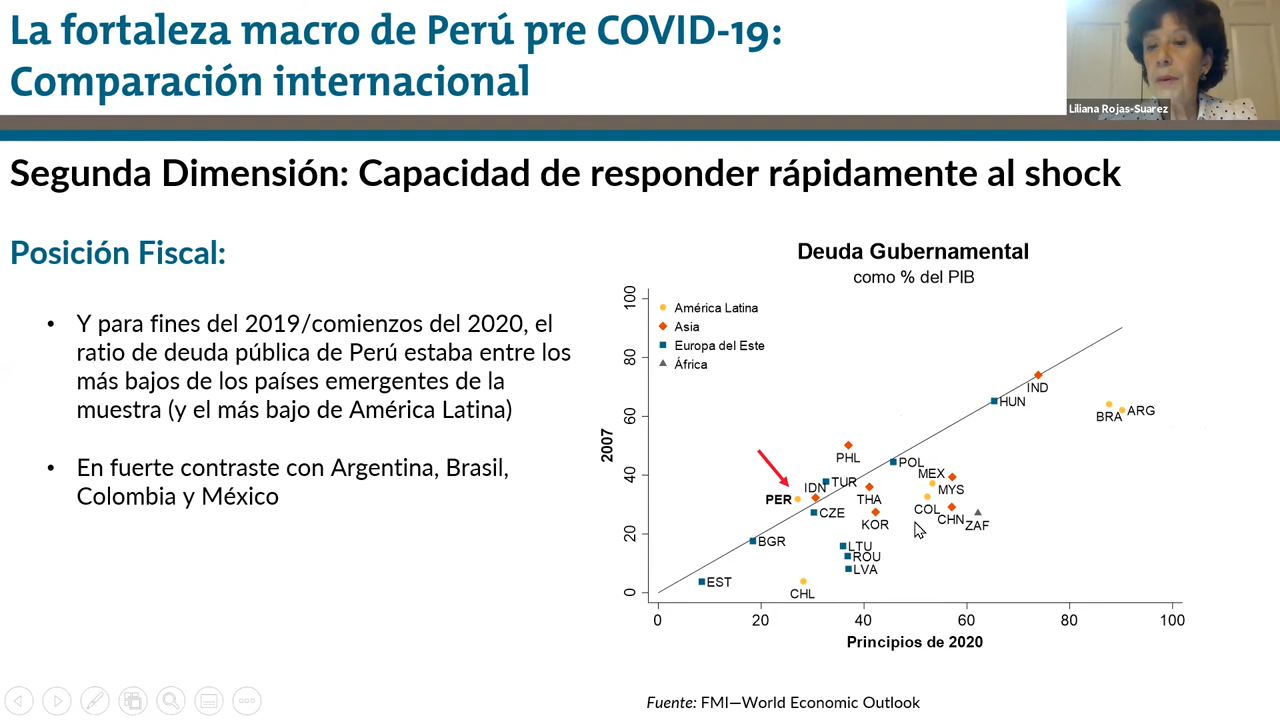 La fortaleza macro de Perú pre COVID-19:
Comparación internacional
Liliana Rojas-Suarez
Segunda Dimensión: Capacidad de responder rápidamente al shock
Posición Fiscal:
• Y para fines del 2019/comienzos del 2020, el
ratio de deuda pública de Perú estaba entre los
más bajos de los países emergentes de la
muestra (y el más bajo de América Latina)
• En fuerte contraste con Argentina, Brasil,
Colombia y México
Deuda Gubernamental
como % del PIB
América Latina
Asia
Europa del Este
África
2007
100
80
60
40
20
0
IND
HUN
BRA
ARG
PHL
POL
MEX
MYS
IDN
TUR
PER
THA
COL
CZE
CHN
ZAF
KOR
BGR
LTU
ROU
LVA
EST
CHL
0 20 40 60 80 100
Principios de 2020
Fuente: FMI—World Economic Outlook